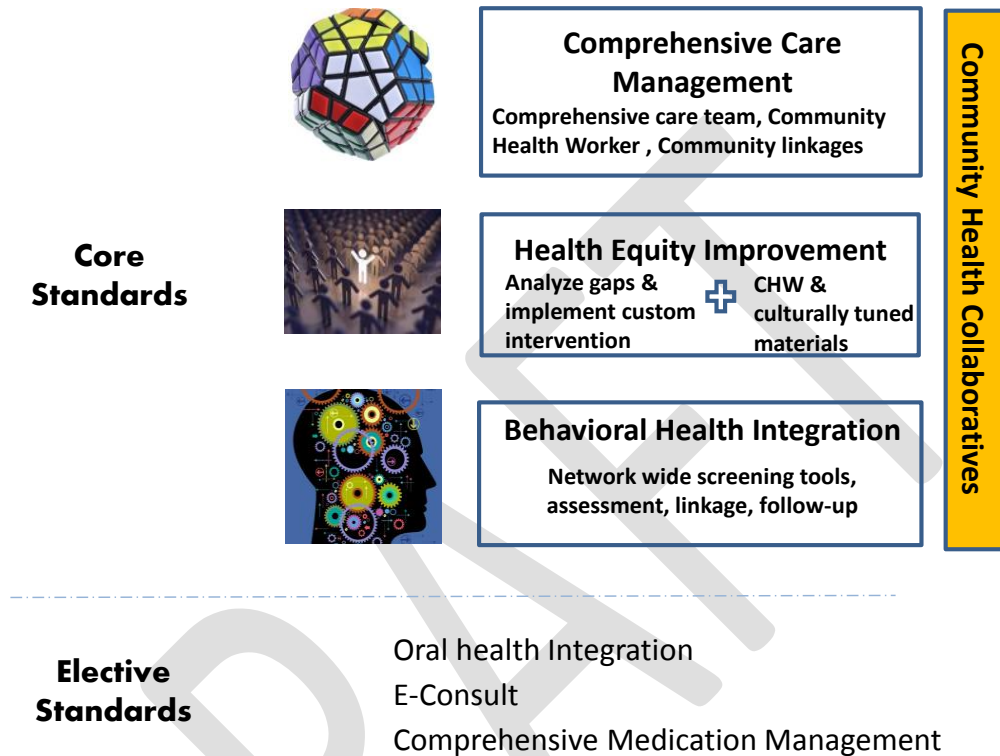 Comprehensive Care
Management
Comprehensive care team, Community
Health Worker , Community linkages
Core
Standards
Health Equity Improvement
Analyze gaps &
implement custom
intervention
CHW &
culturally tuned
materials
Behavioral Health Integration
Network wide screening tools,
assessment, linkage, follow-up
Community Health Collaboratives
Elective
Standards
Oral health Integration
E-Consult
Comprehensive Medication Management
DRAFT